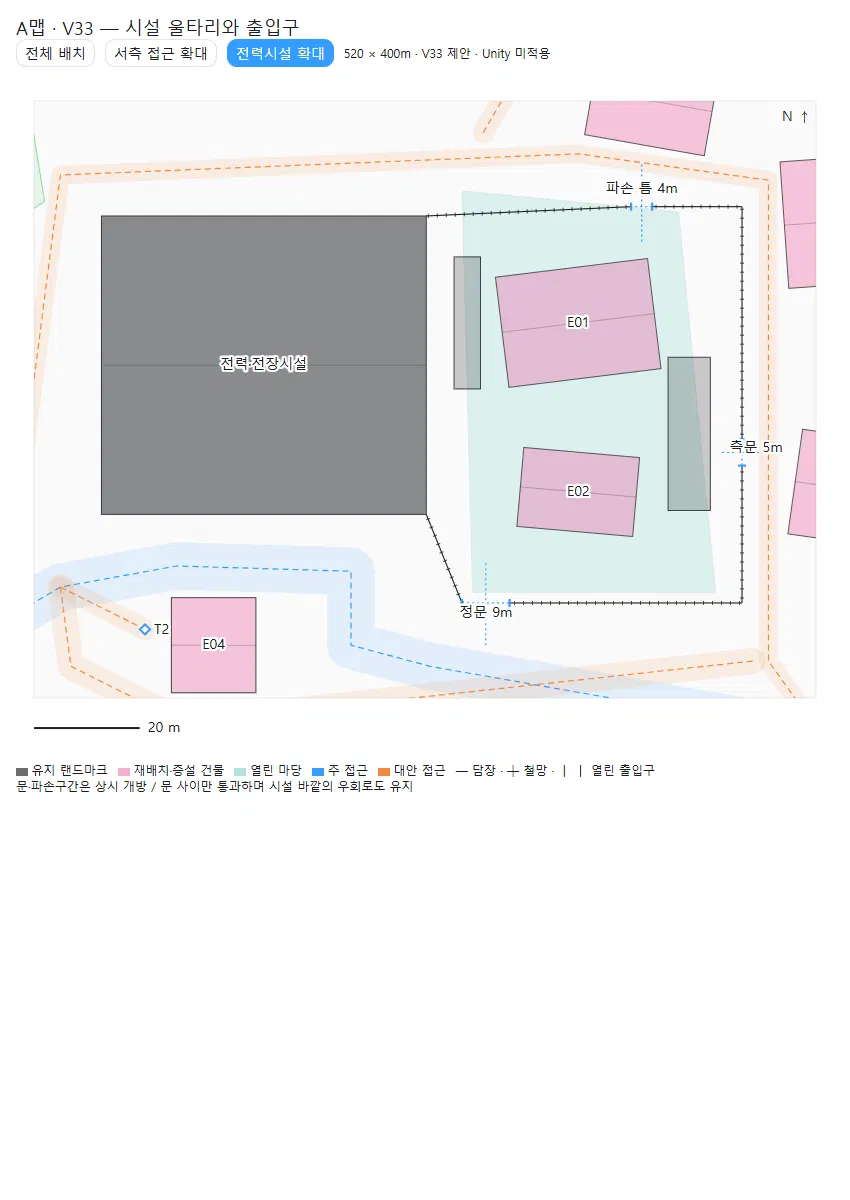 A맵 · V33 — 시설 울타리와 출입구
전체 배치 서측 접근 확대 전력시설 확대 520 × 400m · V33 제안 · Unity 미적용
N ↑
파손 틈 4m
E01
전력·전장시설
측문 5m
E02
정문 9m
T2
E04
20 m
유지 랜드마크 재배치·증설 건물 열린 마당 주 접근 대안 접근 — 담장 · ┼ 철망 · | | 열린 출입구
문·파손구간은 상시 개방 / 문 사이만 통과하며 시설 바깥의 우회로도 유지